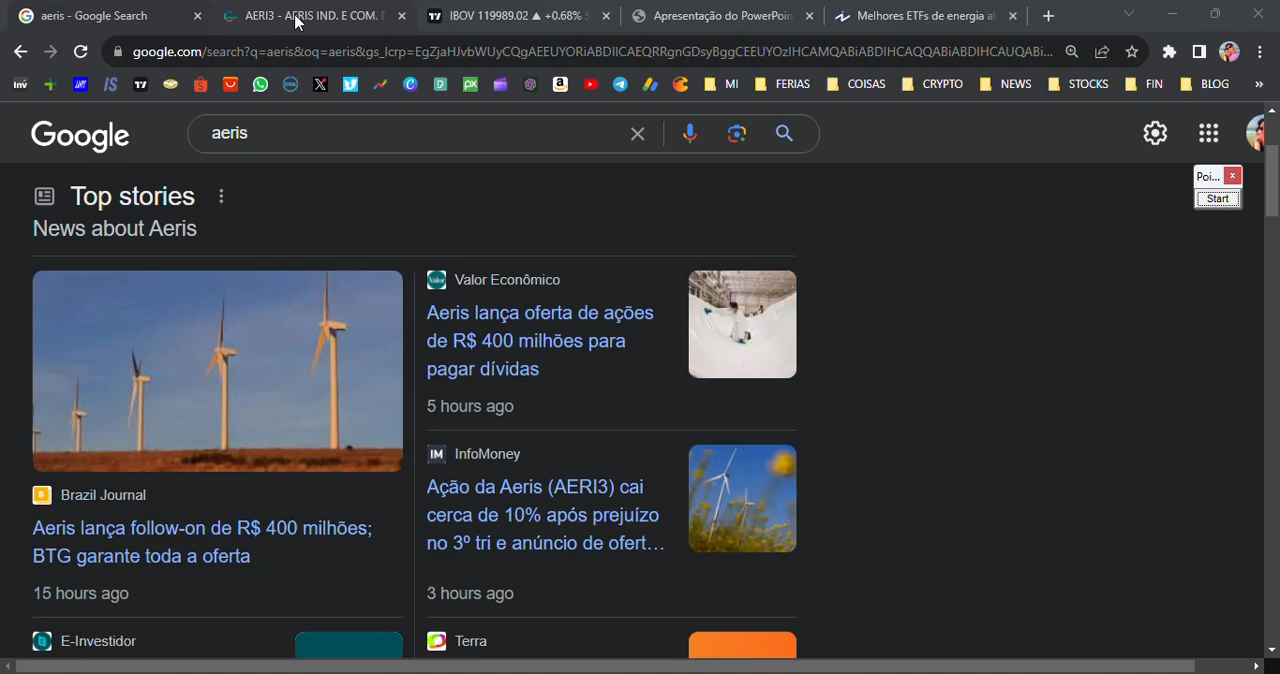 aeris - Google Search
AERI3 - AERIS IND. E COM.
IBOV 119989.02 ▲ +0.68%
Apresentação do PowerPoin
Melhores ETFs de energia al
google.com/search?q=aeris&oq=aeris&gs_lcrp=EgZjaHJvbWUyCQgAEEUYORiABDIICAEQRRgnGDsyBggCEEUYOzIHCAMQABiABDIHCAQQABiABDIHCAUQABi...
MI
FERIAS
COISAS
CRYPTO
NEWS
STOCKS
FIN
BLOG
Google
aeris
Poi...
Start
Top stories
News about Aeris
Brazil Journal
Aeris lança follow-on de R$ 400 milhões;
BTG garante toda a oferta
15 hours ago
E-Investidor
Valor Econômico
Aeris lança oferta de ações
de R$ 400 milhões para
pagar dívidas
5 hours ago
InfoMoney
Ação da Aeris (AERI3) cai
cerca de 10% após prejuízo
no 3º tri e anúncio de ofert...
3 hours ago
Terra